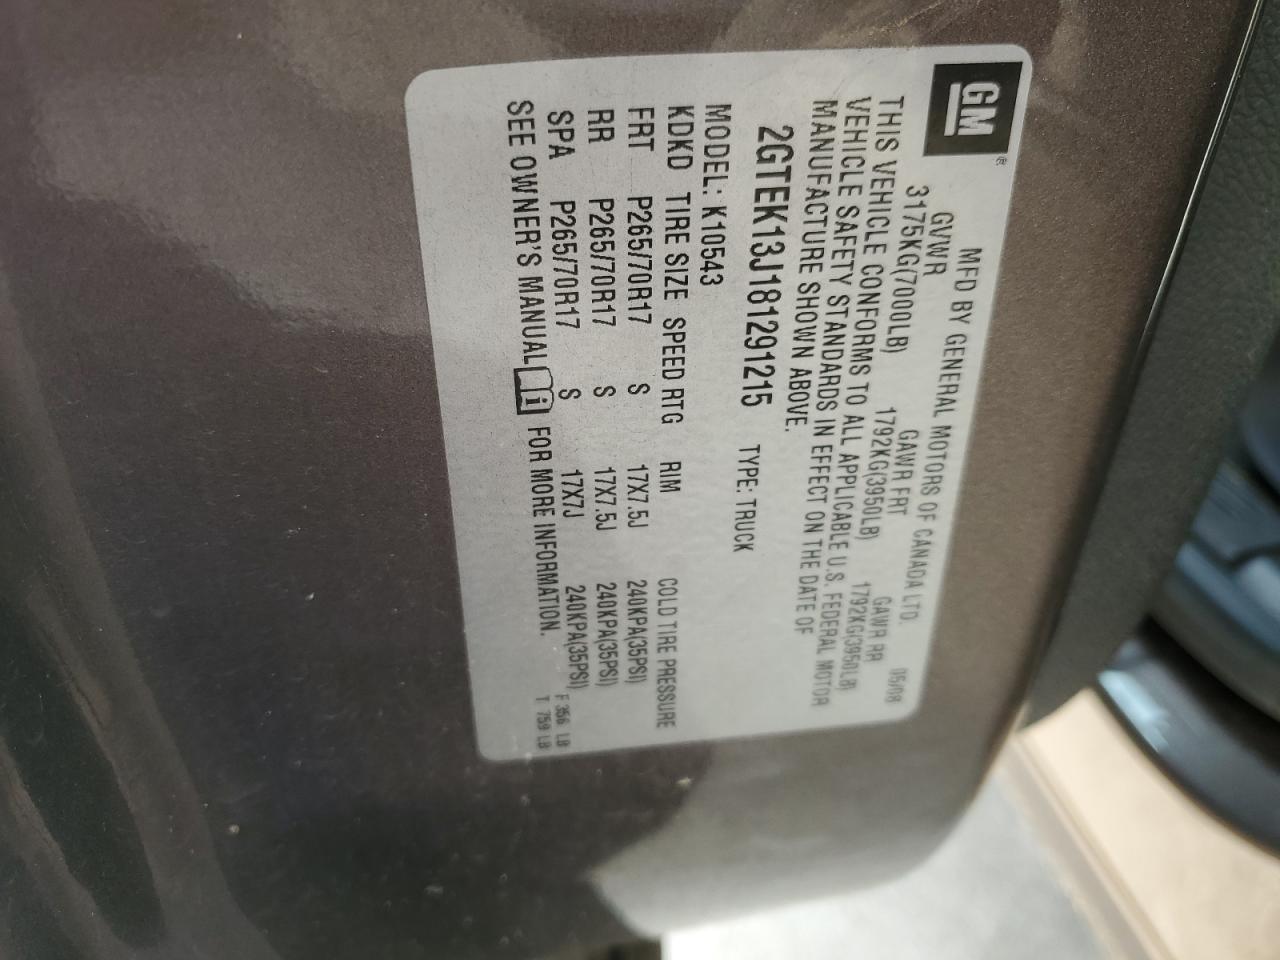 GM®
MFD BY GENERAL MOTORS OF CANADA LTD. 05/08
GVWR GAWR FRT GAWR RR
3175KG(7000LB) 1792KG(3950LB) 1792KG(3950LB)
THIS VEHICLE CONFORMS TO ALL APPLICABLE U.S. FEDERAL MOTOR
VEHICLE SAFETY STANDARDS IN EFFECT ON THE DATE OF
MANUFACTURE SHOWN ABOVE.
2GTEK13J181291215 TYPE: TRUCK
MODEL: K10543
KDKD TIRE SIZE SPEED RTG RIM COLD TIRE PRESSURE
FRT P265/70R17 S 17X7.5J 240KPA(35PSI)
RR P265/70R17 S 17X7.5J 240KPA(35PSI)
SPA P265/70R17 S 17X7J 240KPA(35PSI)
SEE OWNER'S MANUAL i FOR MORE INFORMATION.
F 356 LB
T 759 LB